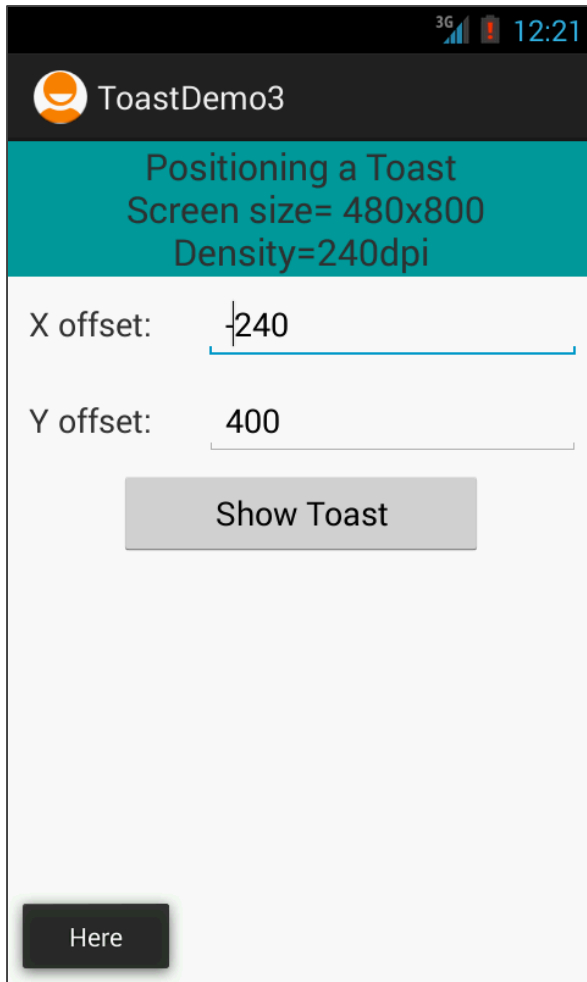 3G 12:21
ToastDemo3
Positioning a Toast
Screen size= 480x800
Density=240dpi
X offset: -240
Y offset: 400
Show Toast
Here